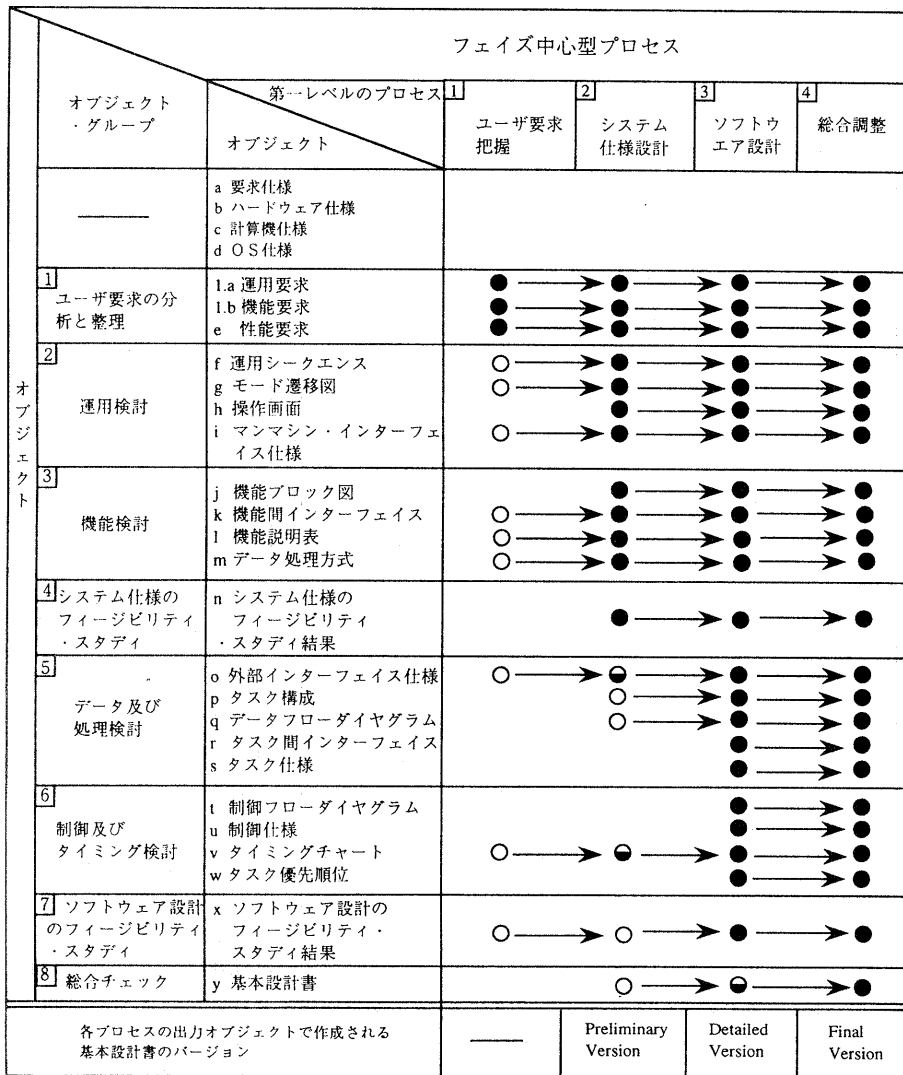 フェイズ中心型プロセス
オブジェクト
・グループ
第一レベルのプロセス
オブジェクト
1
ユーザ要求
把握
2
システム
仕様設計
3
ソフトウ
エア設計
4
総合調整
オブジェクト
a 要求仕様
b ハードウェア仕様
c 計算機仕様
d OS仕様
1
ユーザ要求の分
析と整理
1.a 運用要求
1.b 機能要求
e 性能要求
2
運用検討
f 運用シークエンス
g モード遷移図
h 操作画面
i マンマシン・インターフェ
イス仕様
3
機能検討
j 機能ブロック図
k 機能間インターフェイス
l 機能説明表
m データ処理方式
4
システム仕様の
フィージビリティ
・スタディ
n システム仕様の
フィージビリティ
・スタディ結果
5
データ及び
処理検討
o 外部インターフェイス仕様
p タスク構成
q データフローダイヤグラム
r タスク間インターフェイス
s タスク仕様
6
制御及び
タイミング検討
t 制御フローダイヤグラム
u 制御仕様
v タイミングチャート
w タスク優先順位
7
ソフトウェア設計
のフィージビリティ
・スタディ
x ソフトウェア設計の
フィージビリティ・
スタディ結果
8
総合チェック
y 基本設計書
各プロセスの出力オブジェクトで作成される
基本設計書のバージョン
Preliminary
Version
Detailed
Version
Final
Version